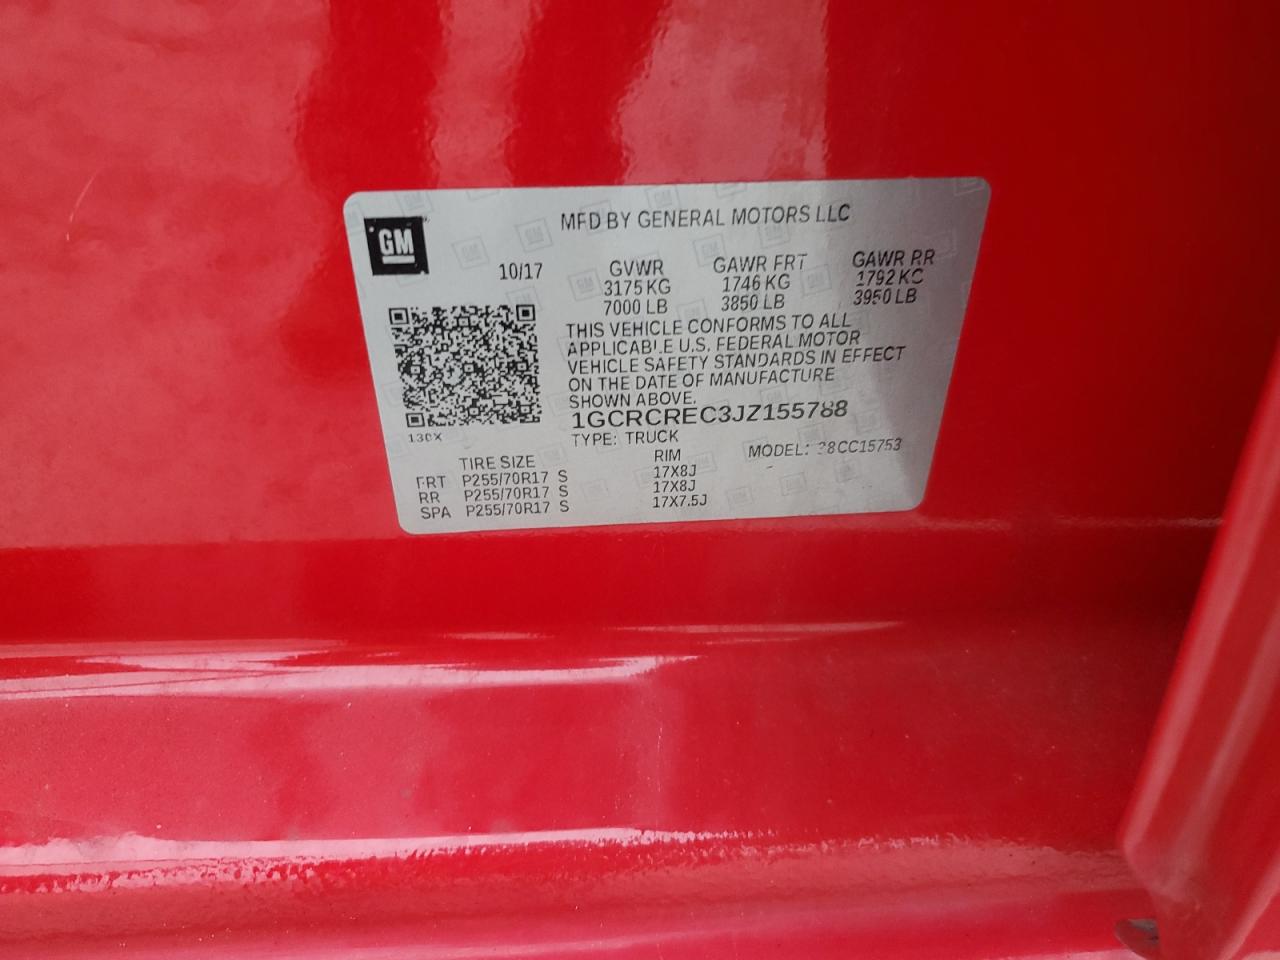 GM
MFD BY GENERAL MOTORS LLC
10/17
GVWR GAWR FRT GAWR RR
3175 KG 1746 KG 1792 KG
7000 LB 3850 LB 3950 LB
THIS VEHICLE CONFORMS TO ALL
APPLICABLE U.S. FEDERAL MOTOR
VEHICLE SAFETY STANDARDS IN EFFECT
ON THE DATE OF MANUFACTURE
SHOWN ABOVE.
1GCRCREC3JZ155788
130X
TYPE: TRUCK
MODEL: 38CC15753
TIRE SIZE RIM
FRT P255/70R17 S 17X8J
RR P255/70R17 S 17X8J
SPA P255/70R17 S 17X7.5J